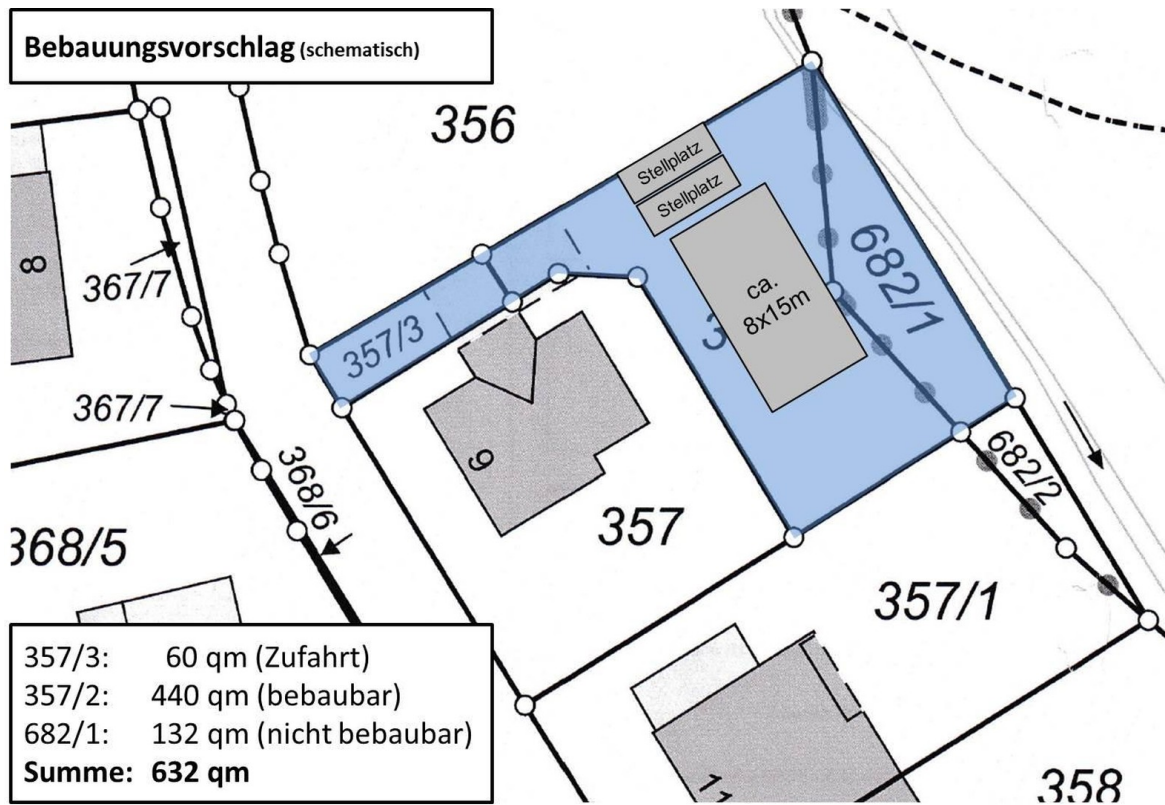 Bebauungsvorschlag (schematisch)
356
Stellplatz
Stellplatz
8
367/7
682/1
ca.
8x15m
357/3
3
367/7
9
368/6
682/2
357
368/5
357/1
357/3: 60 qm (Zufahrt)
357/2: 440 qm (bebaubar)
682/1: 132 qm (nicht bebaubar)
Summe: 632 qm
11
358